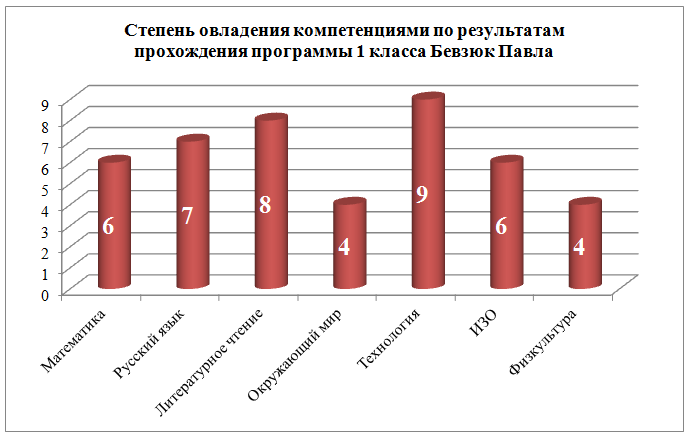 Степень овладения компетенциями по результатам
прохождения программы 1 класса Бевзюк Павла
9
8
7
6
5
4
3
2
1
0
6
7
8
4
9
6
4
Математика
Русский язык
Литературное чтение
Окружающий мир
Технология
ИЗО
Физкультура